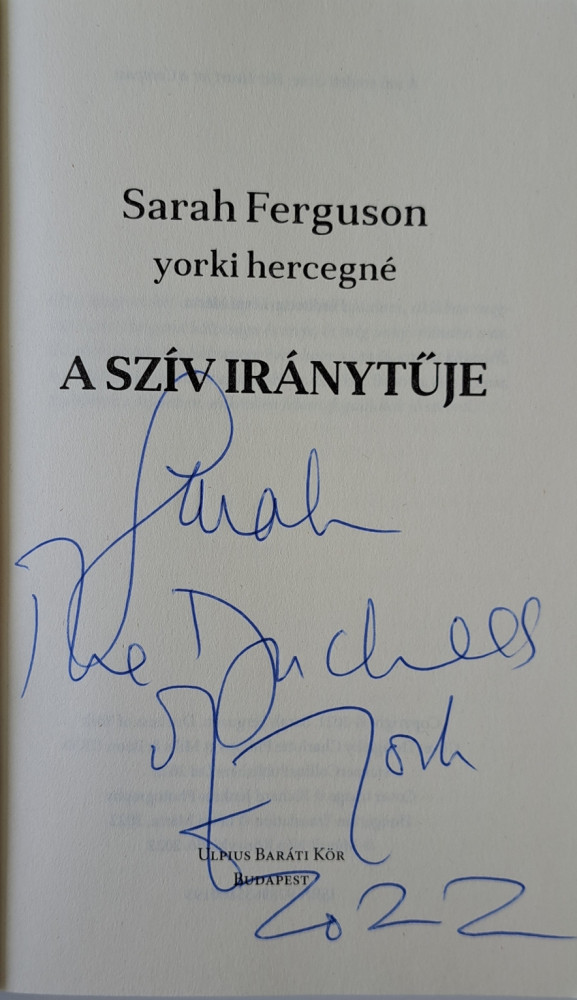 Sarah Ferguson
yorki hercegné
A SZÍV IRÁNYTŰJE
Sarah
The Duchess
of York
ULPIUS BARÁTI KÖR
BUDAPEST
2022